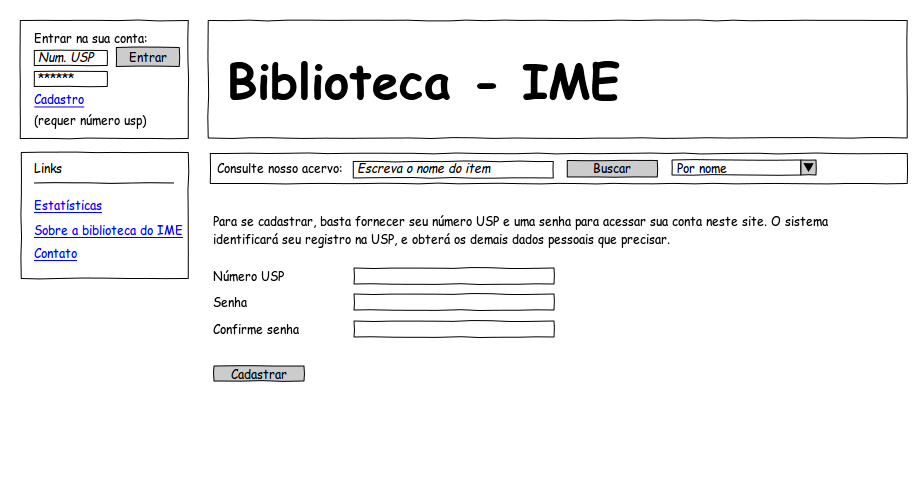 Entrar na sua conta:
Num. USP Entrar
******
Cadastro
(requer número usp)
Biblioteca - IME
Links
Estatísticas
Sobre a biblioteca do IME
Contato
Consulte nosso acervo: Escreva o nome do item Buscar Por nome
Para se cadastrar, basta fornecer seu número USP e uma senha para acessar sua conta neste site. O sistema
identificará seu registro na USP, e obterá os demais dados pessoais que precisar.
Número USP
Senha
Confirme senha
Cadastrar